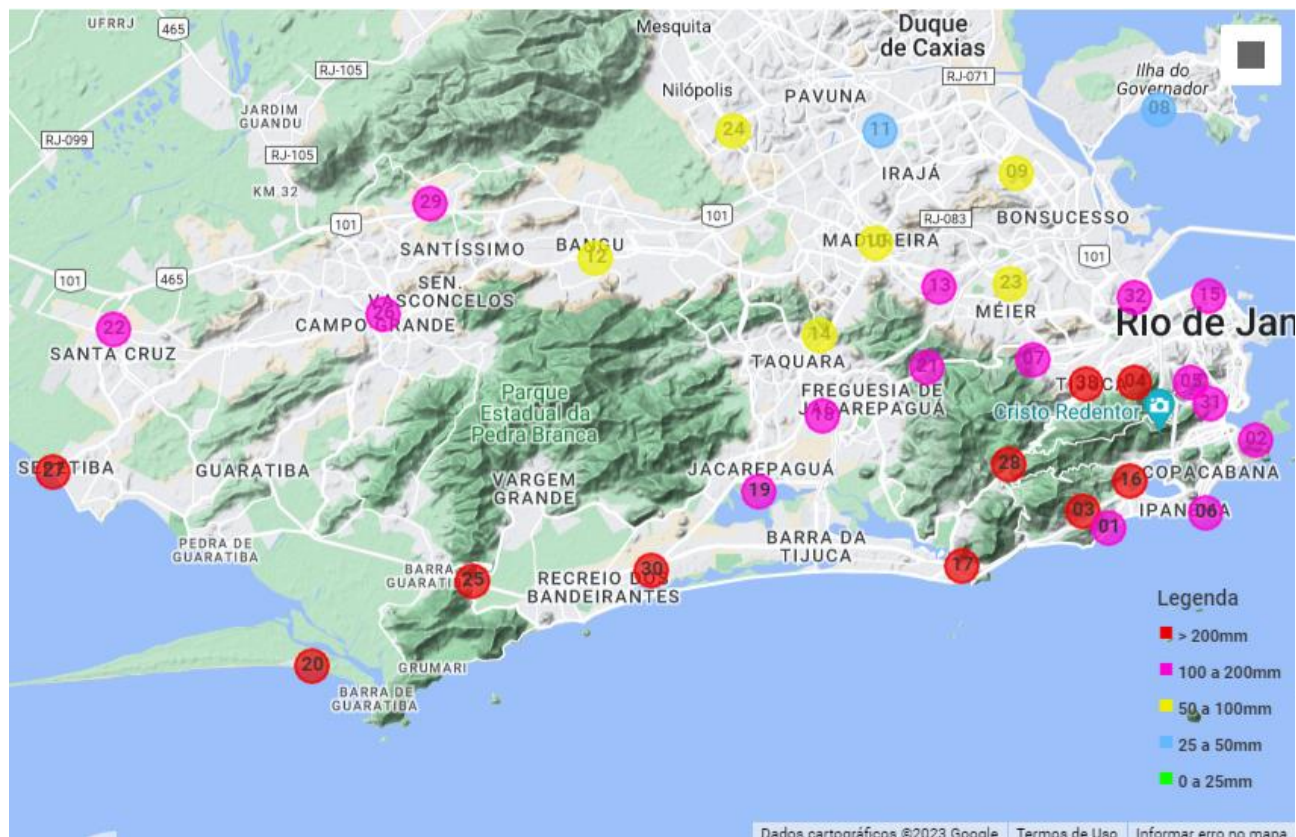 UFRRJ
465
Mesquita
Duque
de Caxias
RJ-105
RJ-071
Ilha do
Governador
Nilópolis
PAVUNA
08
JARDIM
GUANDU
24
11
RJ-099
RJ-105
IRAJÁ
09
KM 32
29
101
101
RJ-083
BONSUCESSO
SANTÍSSIMO
BANGU
MADUREIRA
10
12
101
101
465
SEN.
VASCONCELOS
13
23
32
15
26
CAMPO GRANDE
MÉIER
22
SANTA CRUZ
Rio de Jan
14
TAQUARA
07
21
Parque
Estadual da
Pedra Branca
FREGUESIA DE
JACAREPAGUÁ
18
TIJUCA
38
04
05
31
Cristo Redentor
02
SEPETIBA
27
GUARATIBA
VARGEM
GRANDE
JACAREPAGUÁ
28
COPACABANA
16
19
03
01
IPANEMA
06
PEDRA DE
GUARATIBA
BARRA DA
TIJUCA
BARRA
GUARATIBA
25
RECREIO DOS
BANDEIRANTES
30
17
Legenda
> 200mm
100 a 200mm
50 a 100mm
25 a 50mm
0 a 25mm
20
GRUMARI
BARRA DE
GUARATIBA
Dados cartográficos ©2023 Google
Termos de Uso
Informar erro no mapa